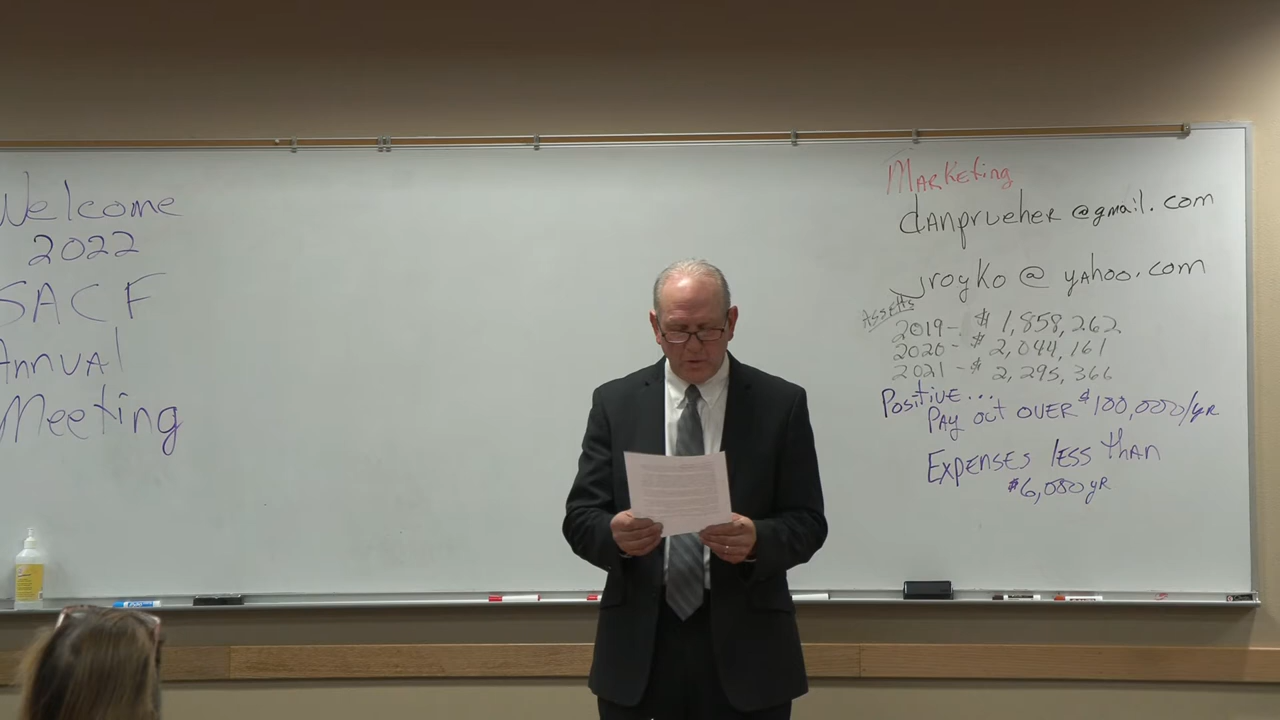 Welcome
2022
SACF
Annual
Meeting
Marketing
danprueher@gmail.com
jroyko@yahoo.com
Assets
2019- $1,858,262
2020- $2,044,161
2021-$2,295,366
Positive...
Pay out over $100,000/yr
Expenses less than
$6,000 yr